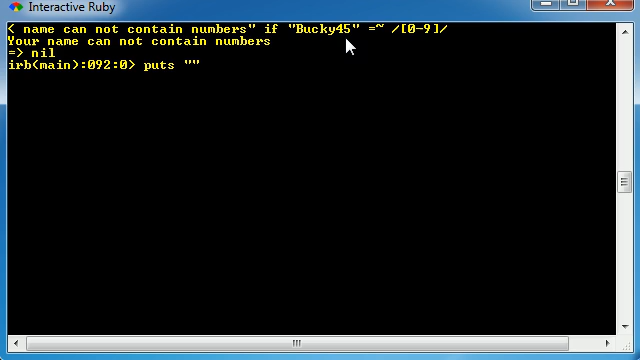 Interactive Ruby
< name can not contain numbers" if "Bucky45" =~ /[0-9]/
Your name can not contain numbers
=> nil
irb(main):092:0> puts ""